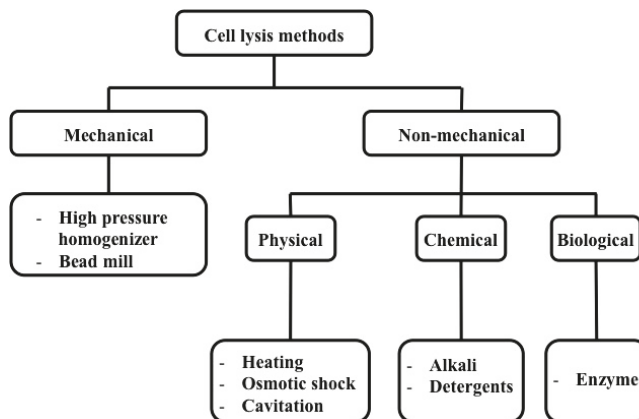 Cell lysis methods
Mechanical
Non-mechanical
- High pressure
homogenizer
- Bead mill
Physical
Chemical
Biological
- Heating
- Osmotic shock
- Cavitation
- Alkali
- Detergents
- Enzyme